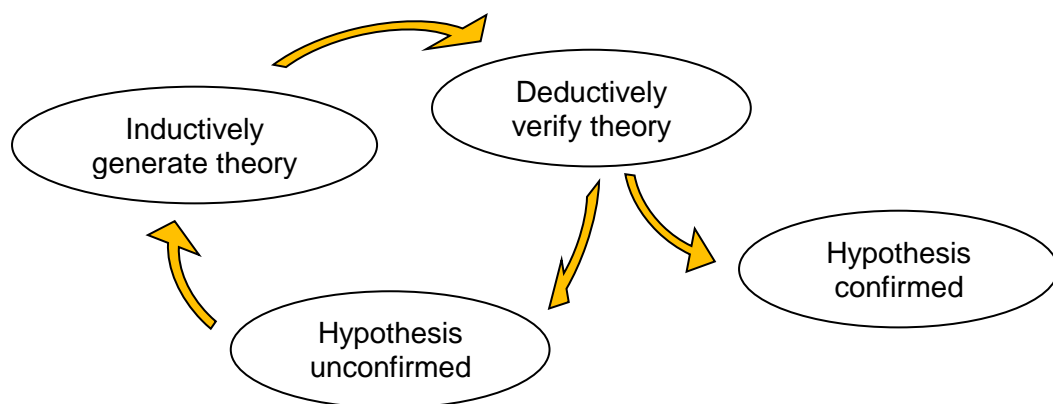 Inductively
generate theory
Deductively
verify theory
Hypothesis
unconfirmed
Hypothesis
confirmed